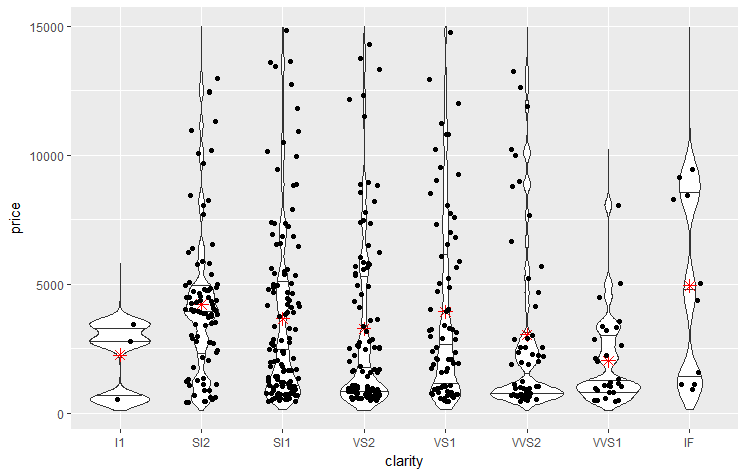 15000
10000
5000
0
price
I1 SI2 SI1 VS2 VS1 VVS2 VVS1 IF
clarity